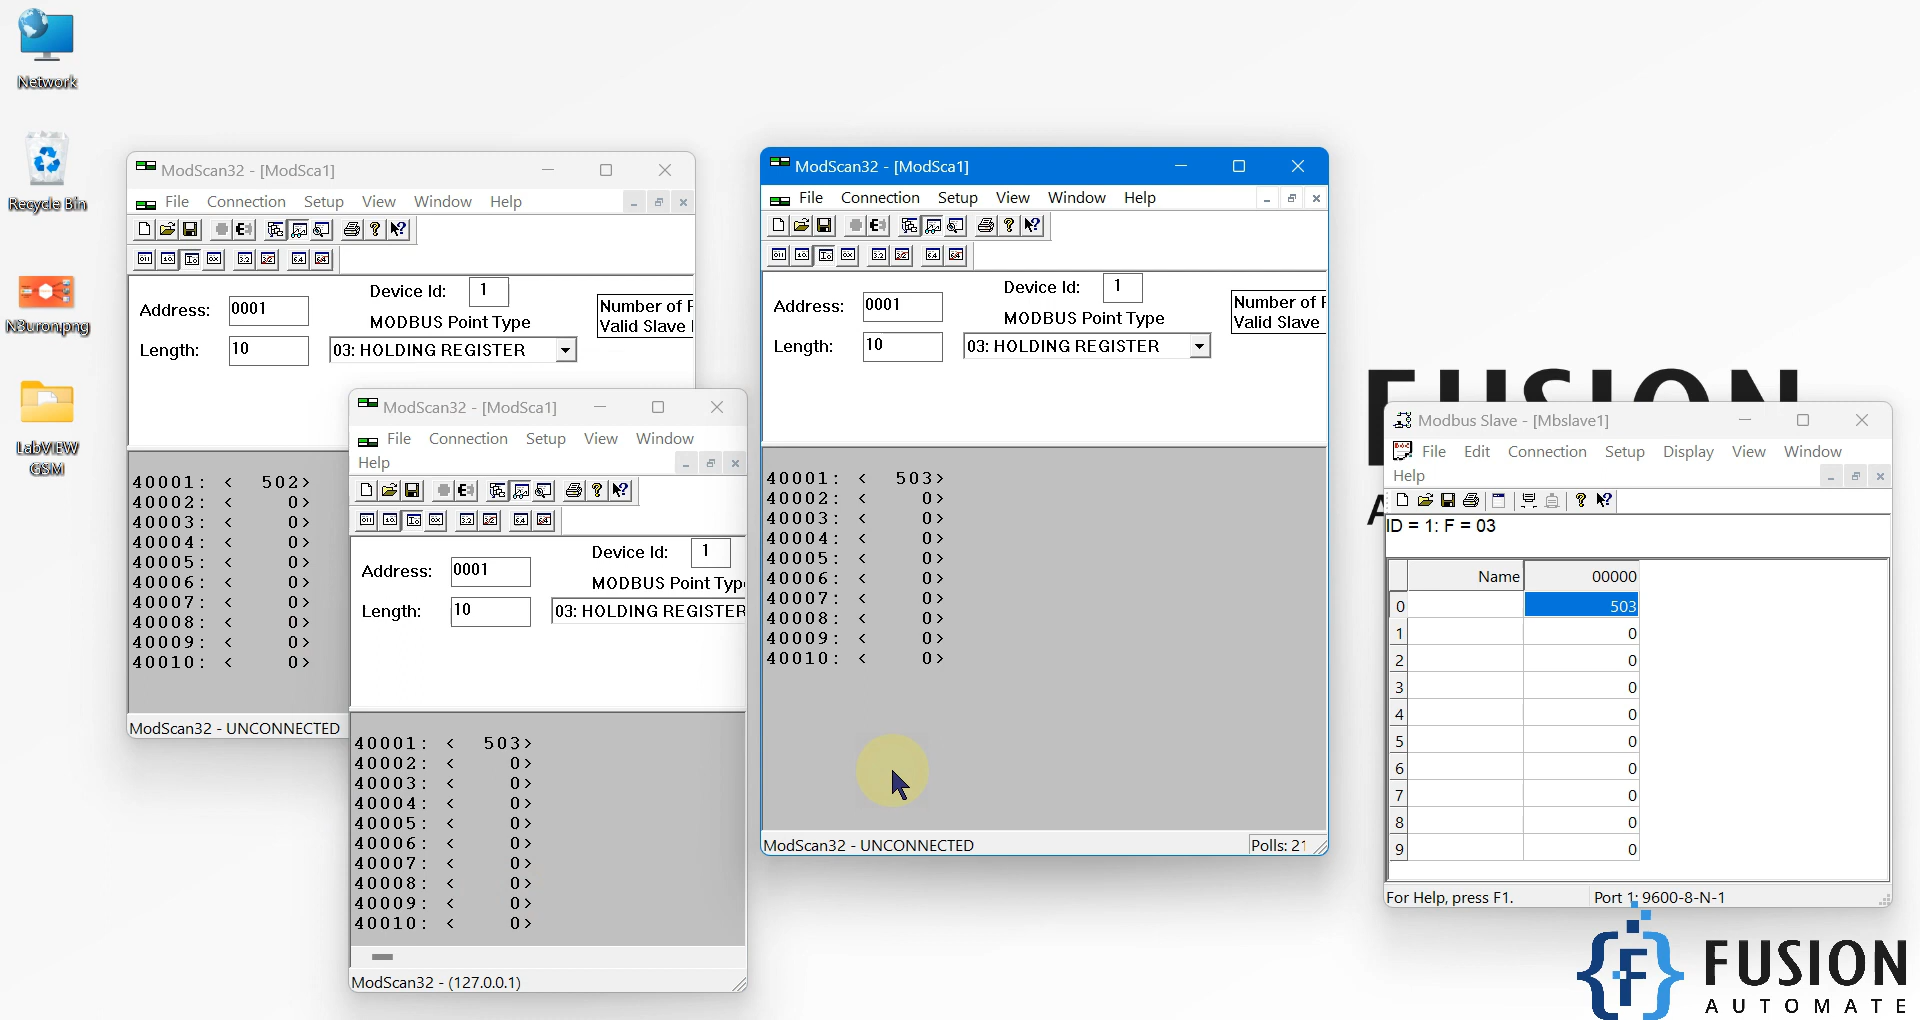 Network
Recycle Bin
N3uron.png
LabVIEW
GSM
ModScan32 - [ModSca1]
File Connection Setup View Window Help
Address: 0001
Device Id: 1
MODBUS Point Type
Length: 10
03: HOLDING REGISTER
Number of
Valid Slave
40001: < 502>
40002: < 0>
40003: < 0>
40004: < 0>
40005: < 0>
40006: < 0>
40007: < 0>
40008: < 0>
40009: < 0>
40010: < 0>
ModScan32 - UNCONNECTED
ModScan32 - [ModSca1]
File Connection Setup View Window
Help
Device Id: 1
Address: 0001
MODBUS Point Type
Length: 10
03: HOLDING REGISTER
40001: < 503>
40002: < 0>
40003: < 0>
40004: < 0>
40005: < 0>
40006: < 0>
40007: < 0>
40008: < 0>
40009: < 0>
40010: < 0>
ModScan32 - (127.0.0.1)
ModScan32 - [ModSca1]
File Connection Setup View Window Help
Device Id: 1
Address: 0001
MODBUS Point Type
Length: 10
03: HOLDING REGISTER
Number of
Valid Slave
40001: < 503>
40002: < 0>
40003: < 0>
40004: < 0>
40005: < 0>
40006: < 0>
40007: < 0>
40008: < 0>
40009: < 0>
40010: < 0>
ModScan32 - UNCONNECTED
Polls: 21
FUSION
Modbus Slave - [Mbslave1]
File Edit Connection Setup Display View Window
Help
ID = 1: F = 03
Name 00000
0 503
1 0
2 0
3 0
4 0
5 0
6 0
7 0
8 0
9 0
For Help, press F1.
Port 1: 9600-8-N-1
FUSION
AUTOMATE